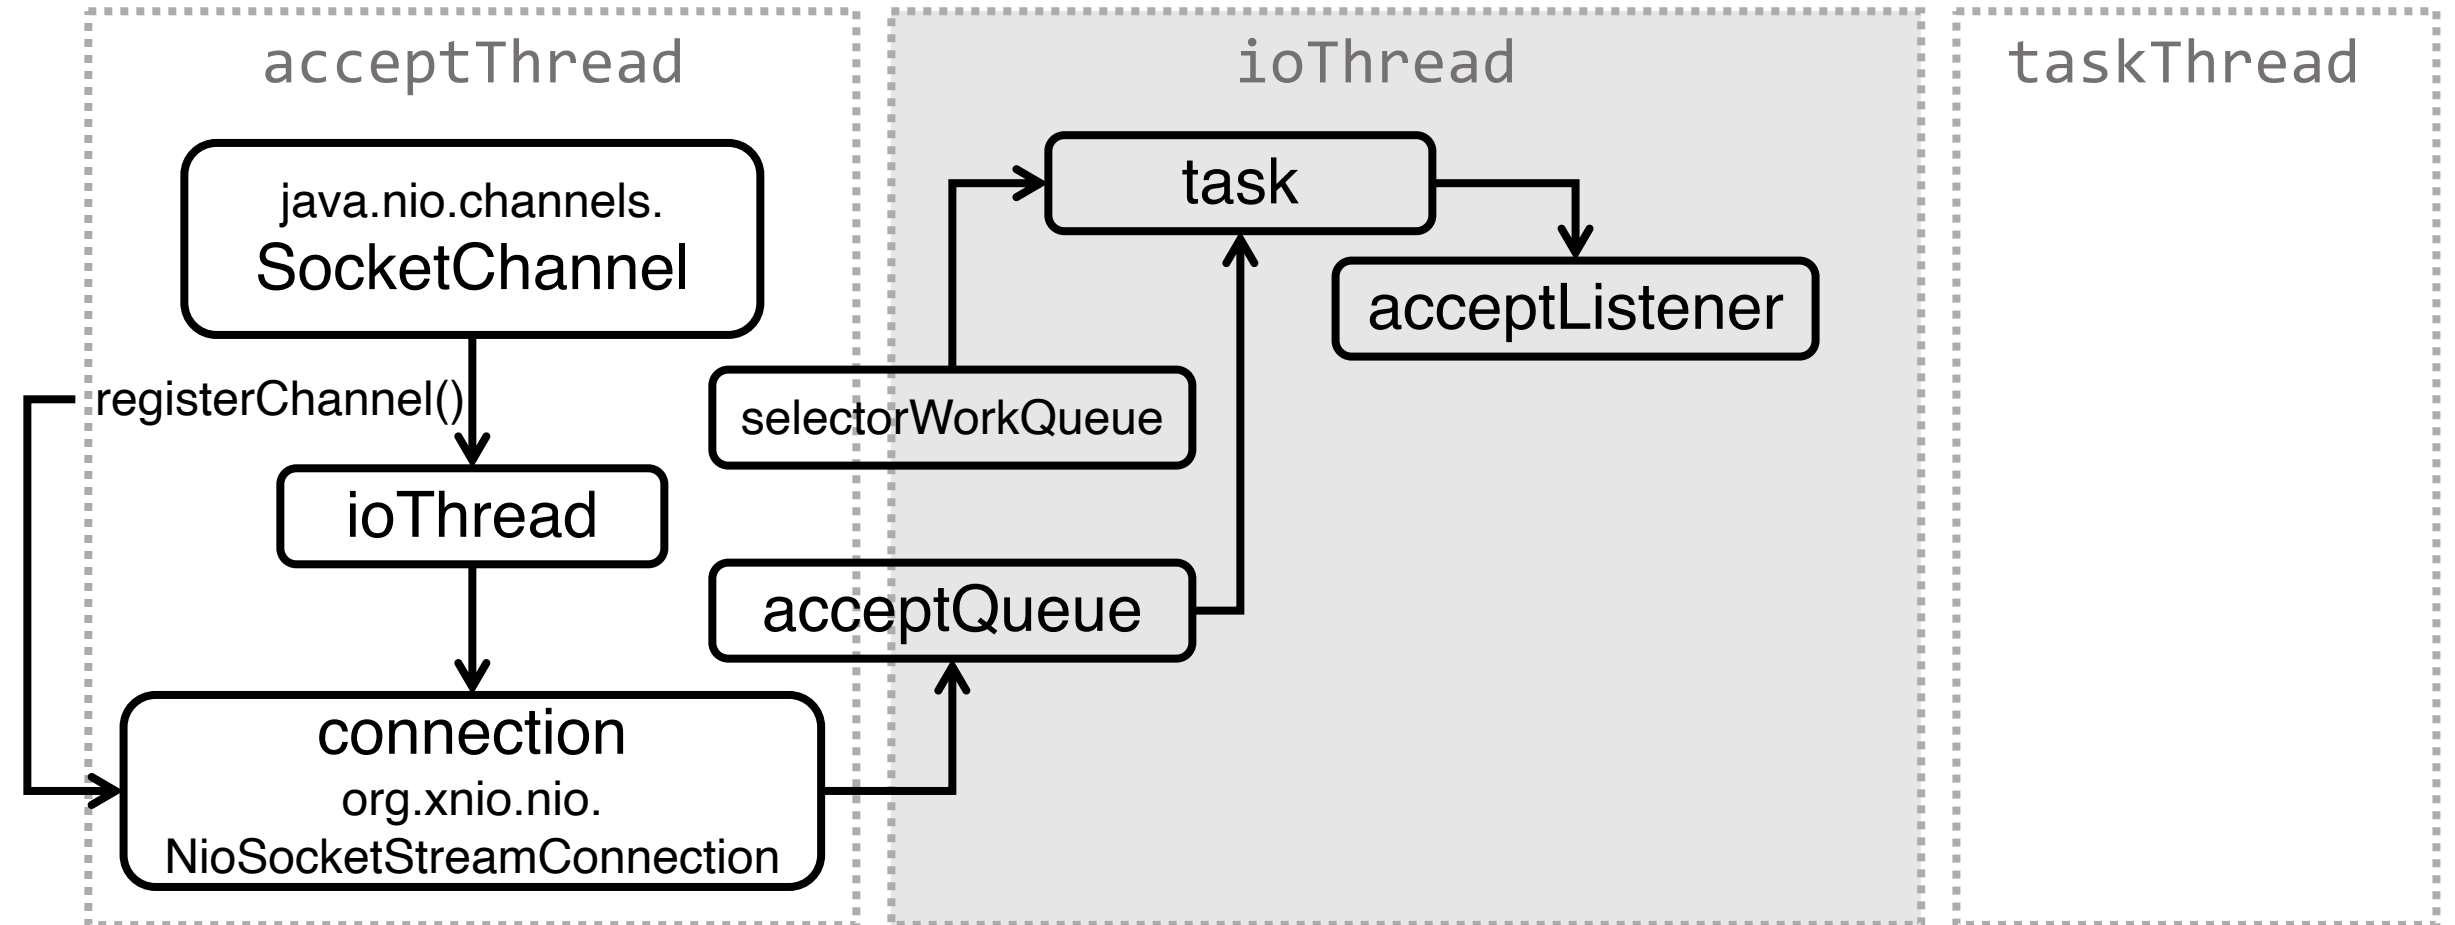 acceptThread
ioThread
taskThread
java.nio.channels.
SocketChannel
registerChannel()
ioThread
connection
org.xnio.nio.
NioSocketStreamConnection
selectorWorkQueue
acceptQueue
task
acceptListener